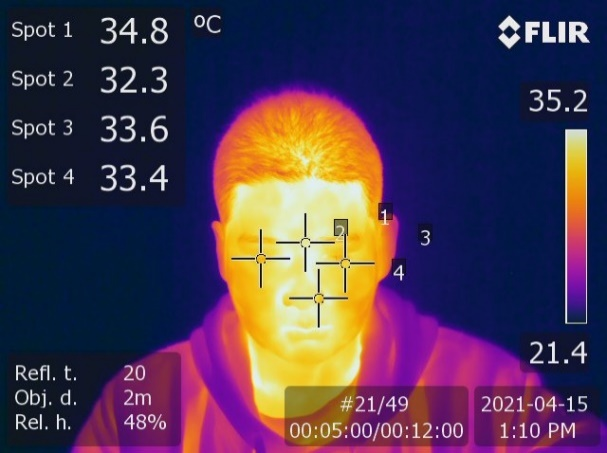 Spot 1 34.8 ºC
Spot 2 32.3
Spot 3 33.6
Spot 4 33.4
FLIR
35.2
1
2
3
4
21.4
Refl. t. 20
Obj. d. 2m
Rel. h. 48%
#21/49
00:05:00/00:12:00
2021-04-15
1:10 PM